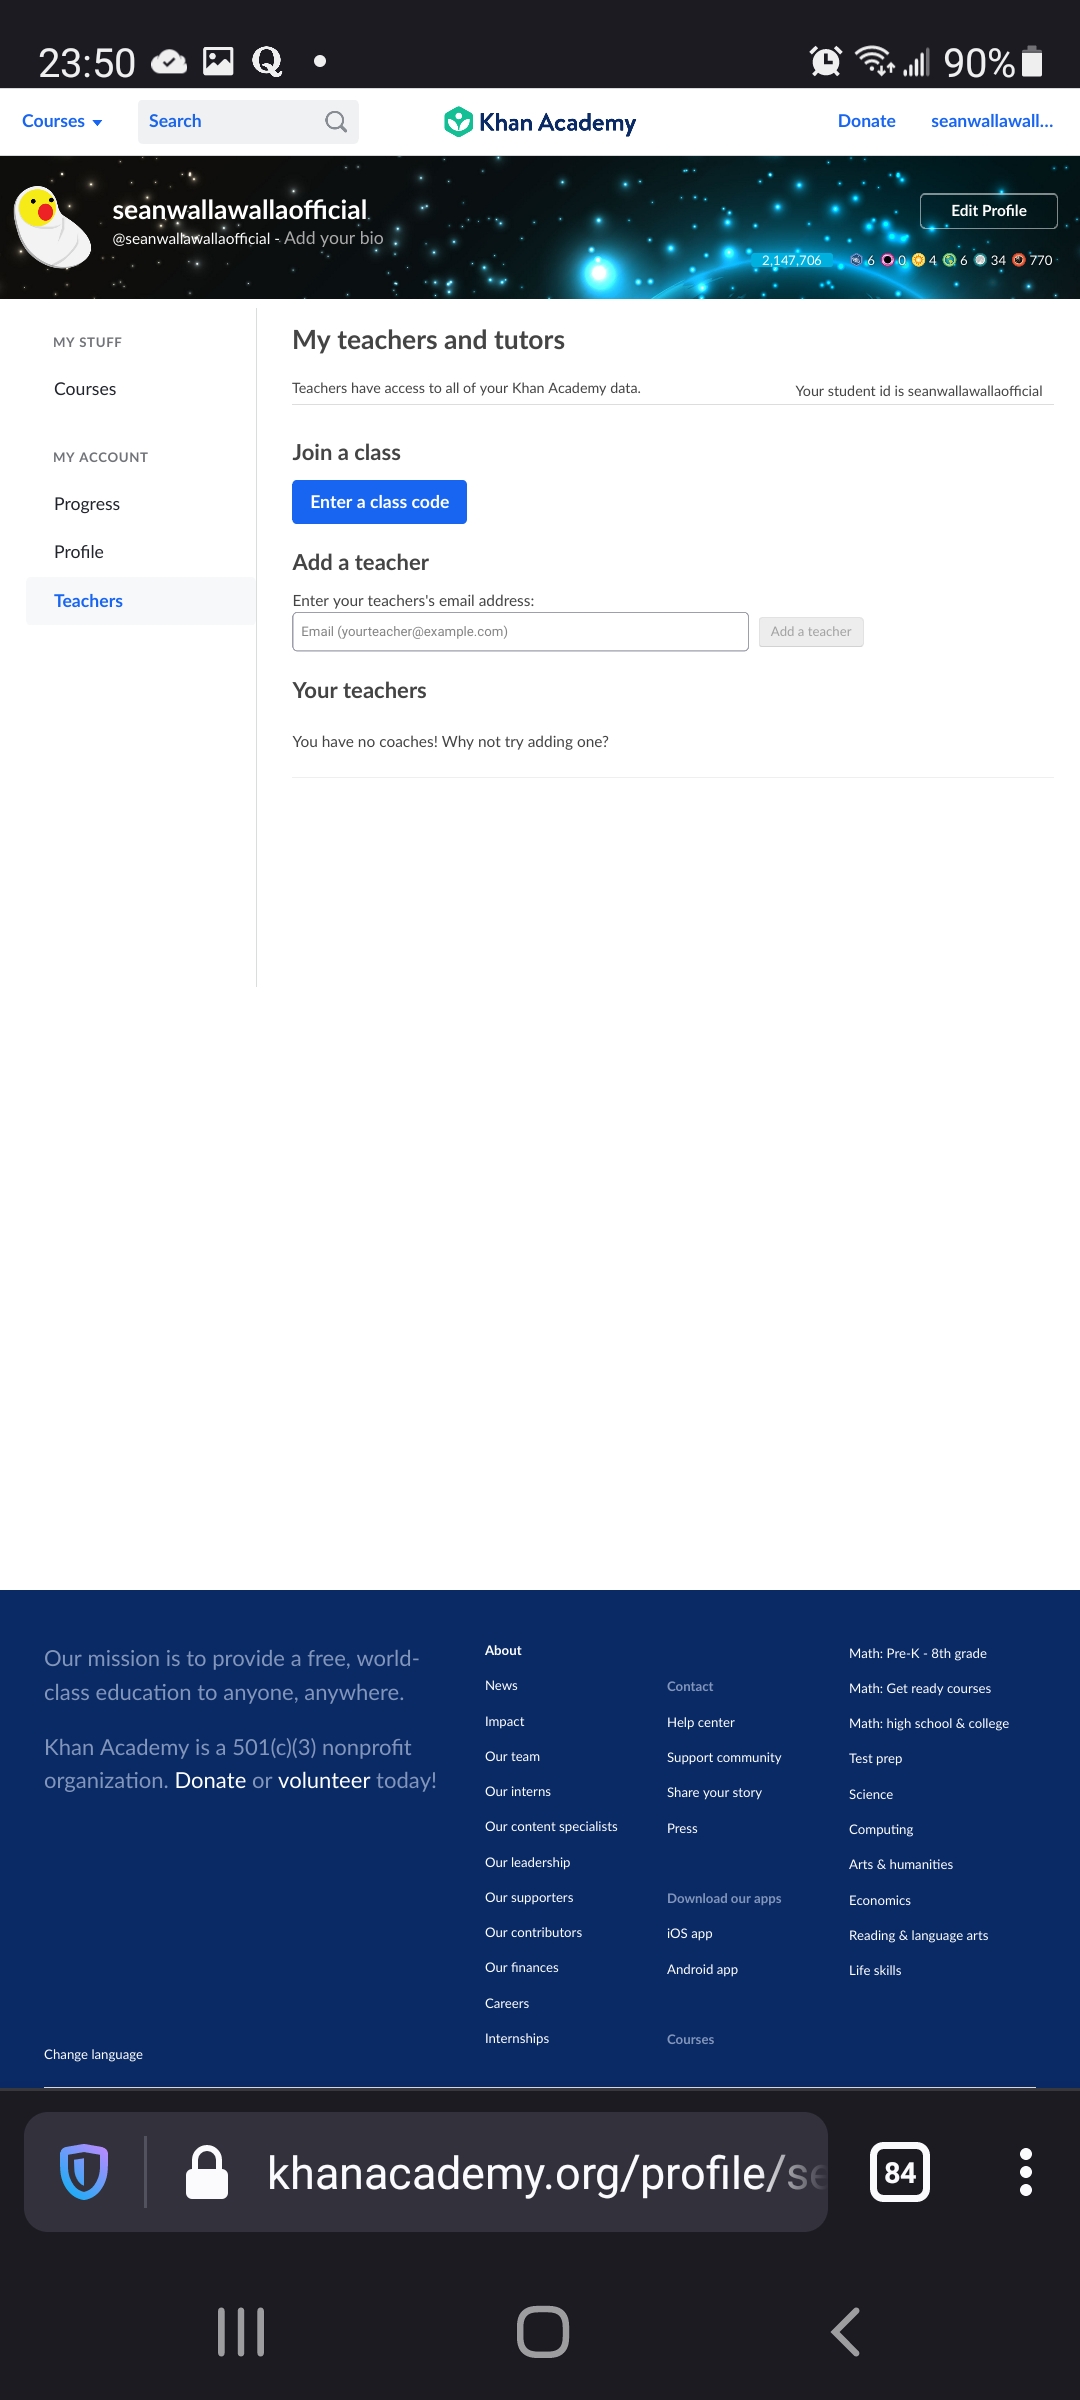 23:50
90%
Courses
Search
Khan Academy
Donate
seanwallawall...
seanwallawallaofficial
@seanwallawallaofficial - Add your bio
Edit Profile
2,147,706 6 0 4 6 34 770
MY STUFF
Courses
MY ACCOUNT
Progress
Profile
Teachers
My teachers and tutors
Teachers have access to all of your Khan Academy data.
Your student id is seanwallawallaofficial
Join a class
Enter a class code
Add a teacher
Enter your teachers's email address:
Email (yourteacher@example.com)
Add a teacher
Your teachers
You have no coaches! Why not try adding one?
Our mission is to provide a free, world-
class education to anyone, anywhere.
Khan Academy is a 501(c)(3) nonprofit
organization. Donate or volunteer today!
Change language
About
News
Impact
Our team
Our interns
Our content specialists
Our leadership
Our supporters
Our contributors
Our finances
Careers
Internships
Contact
Help center
Support community
Share your story
Press
Download our apps
iOS app
Android app
Courses
Math: Pre-K - 8th grade
Math: Get ready courses
Math: high school & college
Test prep
Science
Computing
Arts & humanities
Economics
Reading & language arts
Life skills
khanacademy.org/profile/se
84